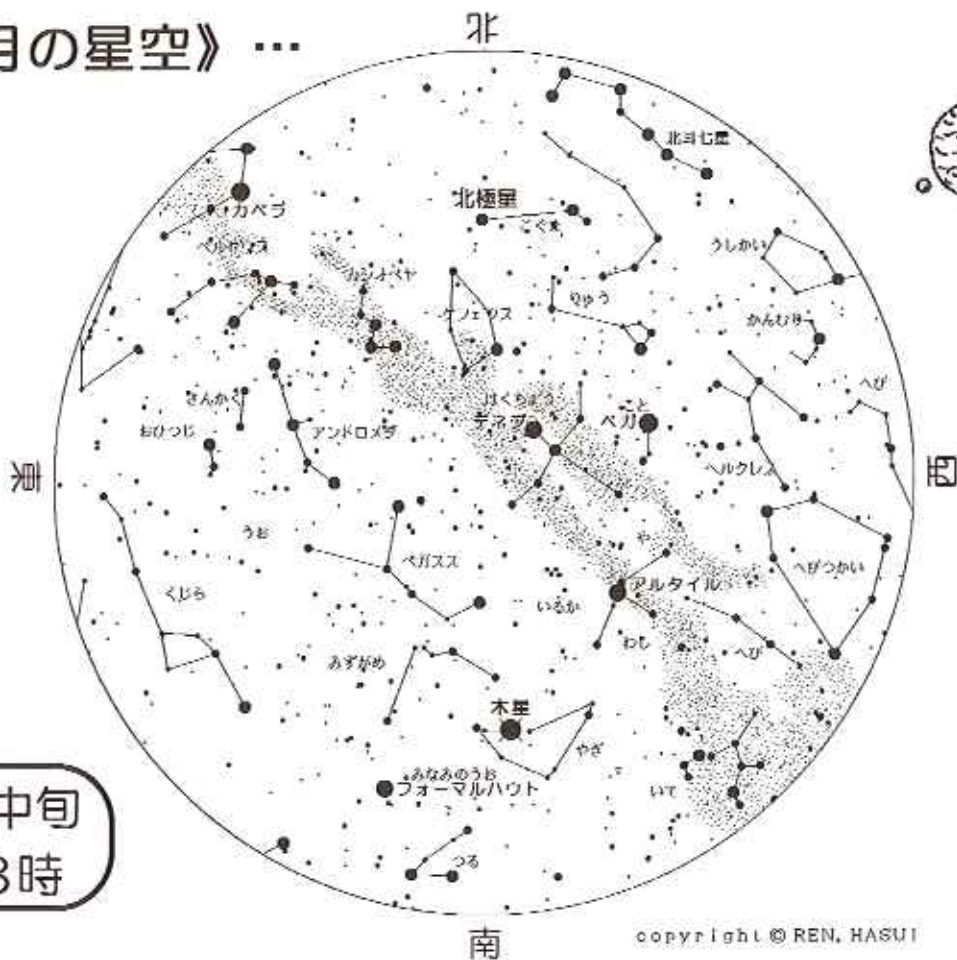 月の星空》…
北
北斗七星
カペラ
北極星
こぐま
うしかい
ペルセウス
カシオペヤ
りゅう
ケフェウス
かんむり
へび
さんかく
はくちょう
こと
おひつじ
アンドロメダ
デネブ
ベガ
東
西
ヘルクレス
うお
や
ペガスス
へびつかい
くじら
いるか
アルタイル
わし
へび
みずがめ
木星
やぎ
みなみのうお
フォーマルハウト
いて
中旬
時
つる
南
copyright © REN. HASUI